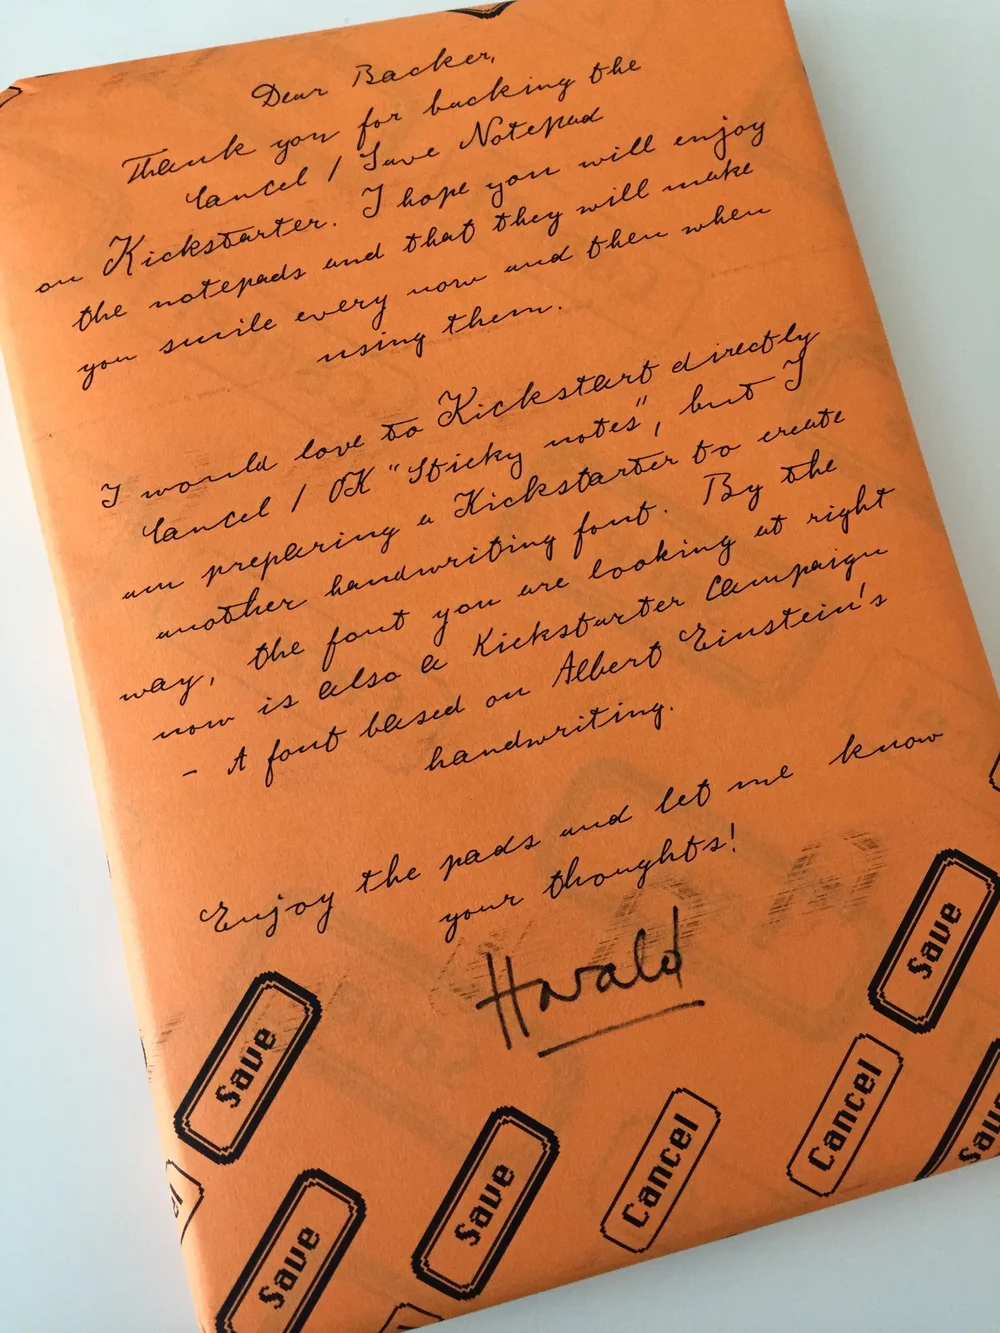 Dear Backer,
Thank you for backing the
Cancel / Save Notepad
on Kickstarter. I hope you will enjoy
the notepads and that they will make
you smile every now and then when
using them.
I would love to Kickstart directly
Cancel / OK "Sticky notes", but I
am preparing a Kickstarter to create
another handwriting font. By the
way, the font you are looking at right
now is also a Kickstarter Campaign
- A font based on Albert Einstein's
handwriting.
Enjoy the pads and let me know
your thoughts!
Harald
Save
Save
Cancel
Save
Cancel
Save
Save